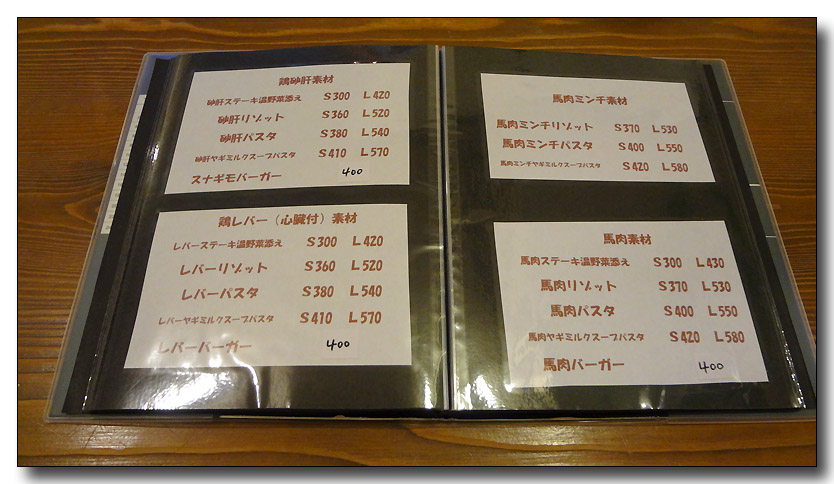 鶏砂肝素材
砂肝ステーキ温野菜添え S300 L420
砂肝リゾット S360 L520
砂肝パスタ S380 L540
砂肝ヤギミルクスープパスタ S410 L570
スナギモバーガー 400
鶏レバー（心臓付）素材
レバーステーキ温野菜添え S300 L420
レバーリゾット S360 L520
レバーパスタ S380 L540
レバーヤギミルクスープパスタ S410 L570
レバーバーガー 400
馬肉ミンチ素材
馬肉ミンチリゾット S370 L530
馬肉ミンチパスタ S400 L550
馬肉ミンチヤギミルクスープパスタ S420 L580
馬肉素材
馬肉ステーキ温野菜添え S300 L430
馬肉リゾット S370 L530
馬肉パスタ S400 L550
馬肉ヤギミルクスープパスタ S420 L580
馬肉バーガー 400